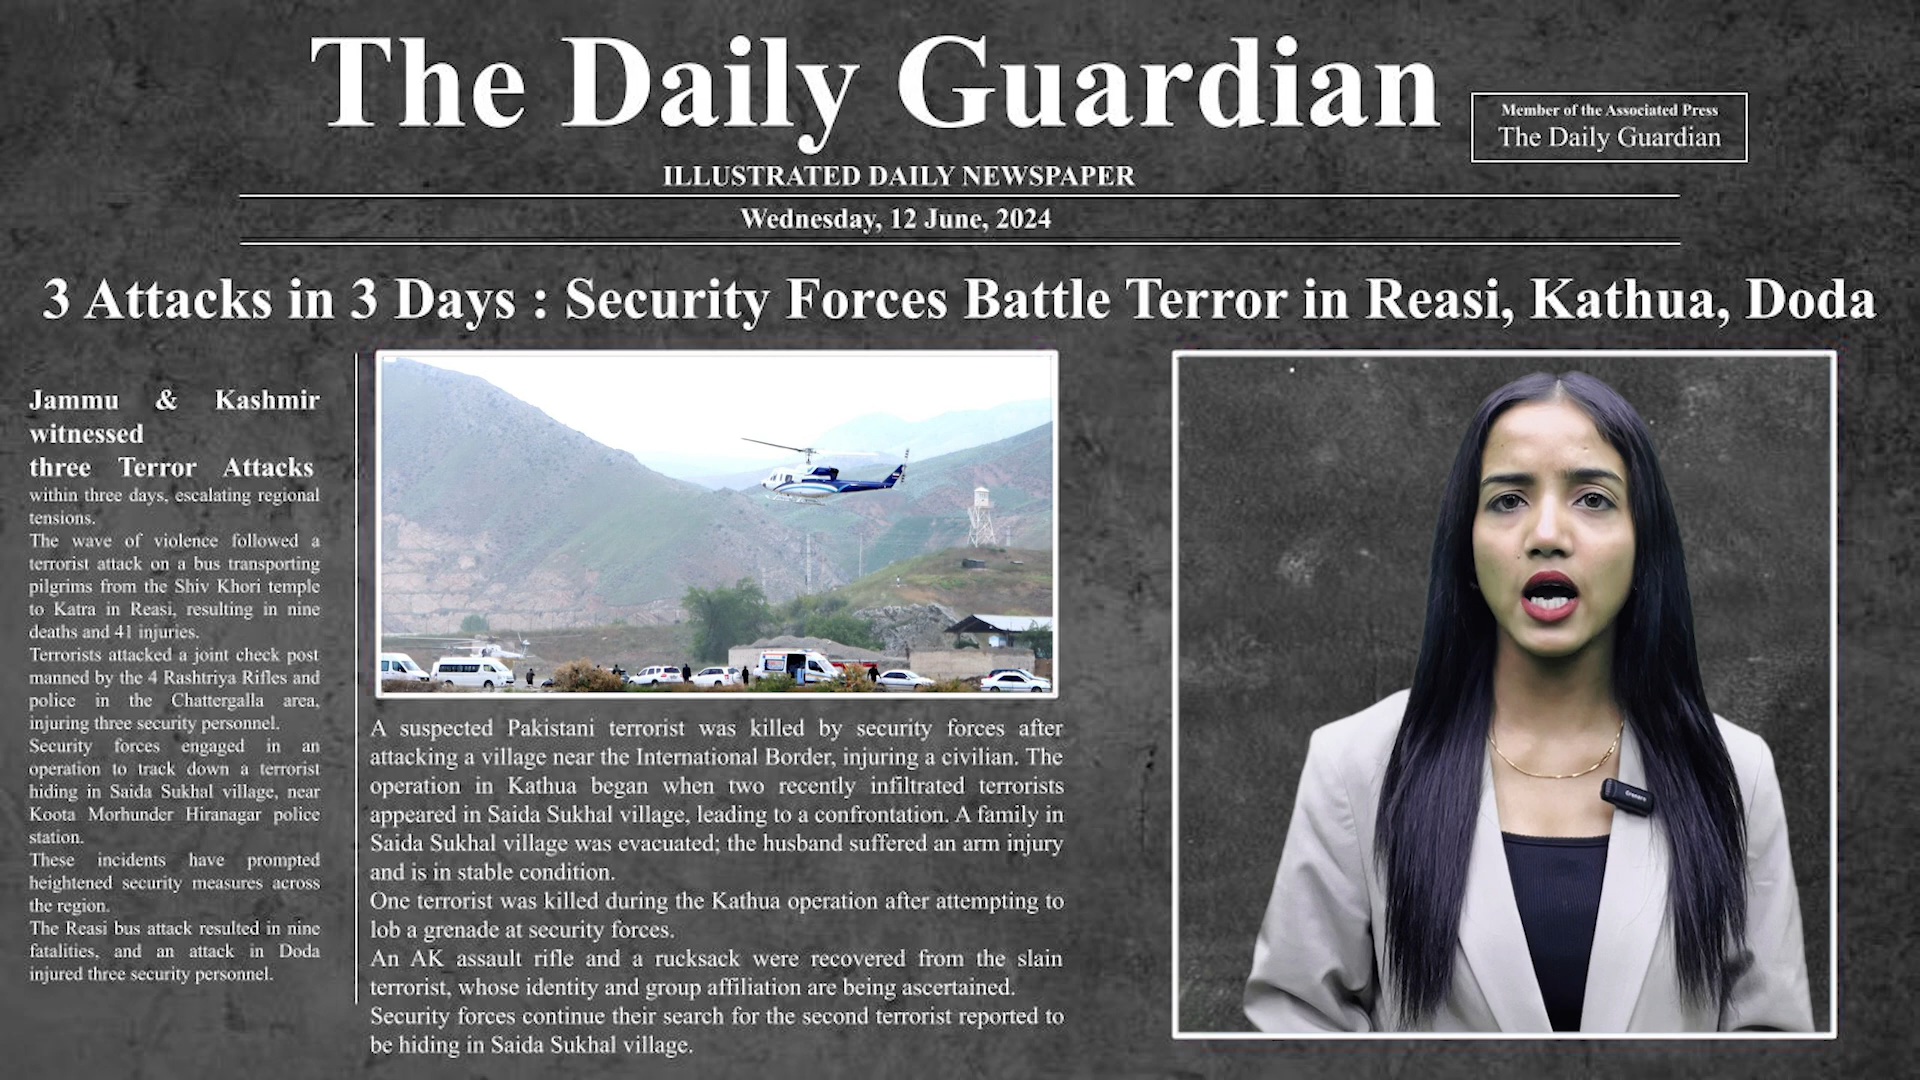 The Daily Guardian
Member of the Associated Press
The Daily Guardian
ILLUSTRATED DAILY NEWSPAPER
Wednesday, 12 June, 2024
3 Attacks in 3 Days : Security Forces Battle Terror in Reasi, Kathua, Doda
Jammu & Kashmir
witnessed
three Terror Attacks
within three days, escalating regional
tensions.
The wave of violence followed a
terrorist attack on a bus transporting
pilgrims from the Shiv Khori temple
to Katra in Reasi, resulting in nine
deaths and 41 injuries.
Terrorists attacked a joint check post
manned by the 4 Rashtriya Rifles and
police in the Chattergalla area,
injuring three security personnel.
Security forces engaged in an
operation to track down a terrorist
hiding in Saida Sukhal village, near
Koota Morhunder Hiranagar police
station.
These incidents have prompted
heightened security measures across
the region.
The Reasi bus attack resulted in nine
fatalities, and an attack in Doda
injured three security personnel.
A suspected Pakistani terrorist was killed by security forces after
attacking a village near the International Border, injuring a civilian. The
operation in Kathua began when two recently infiltrated terrorists
appeared in Saida Sukhal village, leading to a confrontation. A family in
Saida Sukhal village was evacuated; the husband suffered an arm injury
and is in stable condition.
One terrorist was killed during the Kathua operation after attempting to
lob a grenade at security forces.
An AK assault rifle and a rucksack were recovered from the slain
terrorist, whose identity and group affiliation are being ascertained.
Security forces continue their search for the second terrorist reported to
be hiding in Saida Sukhal village.